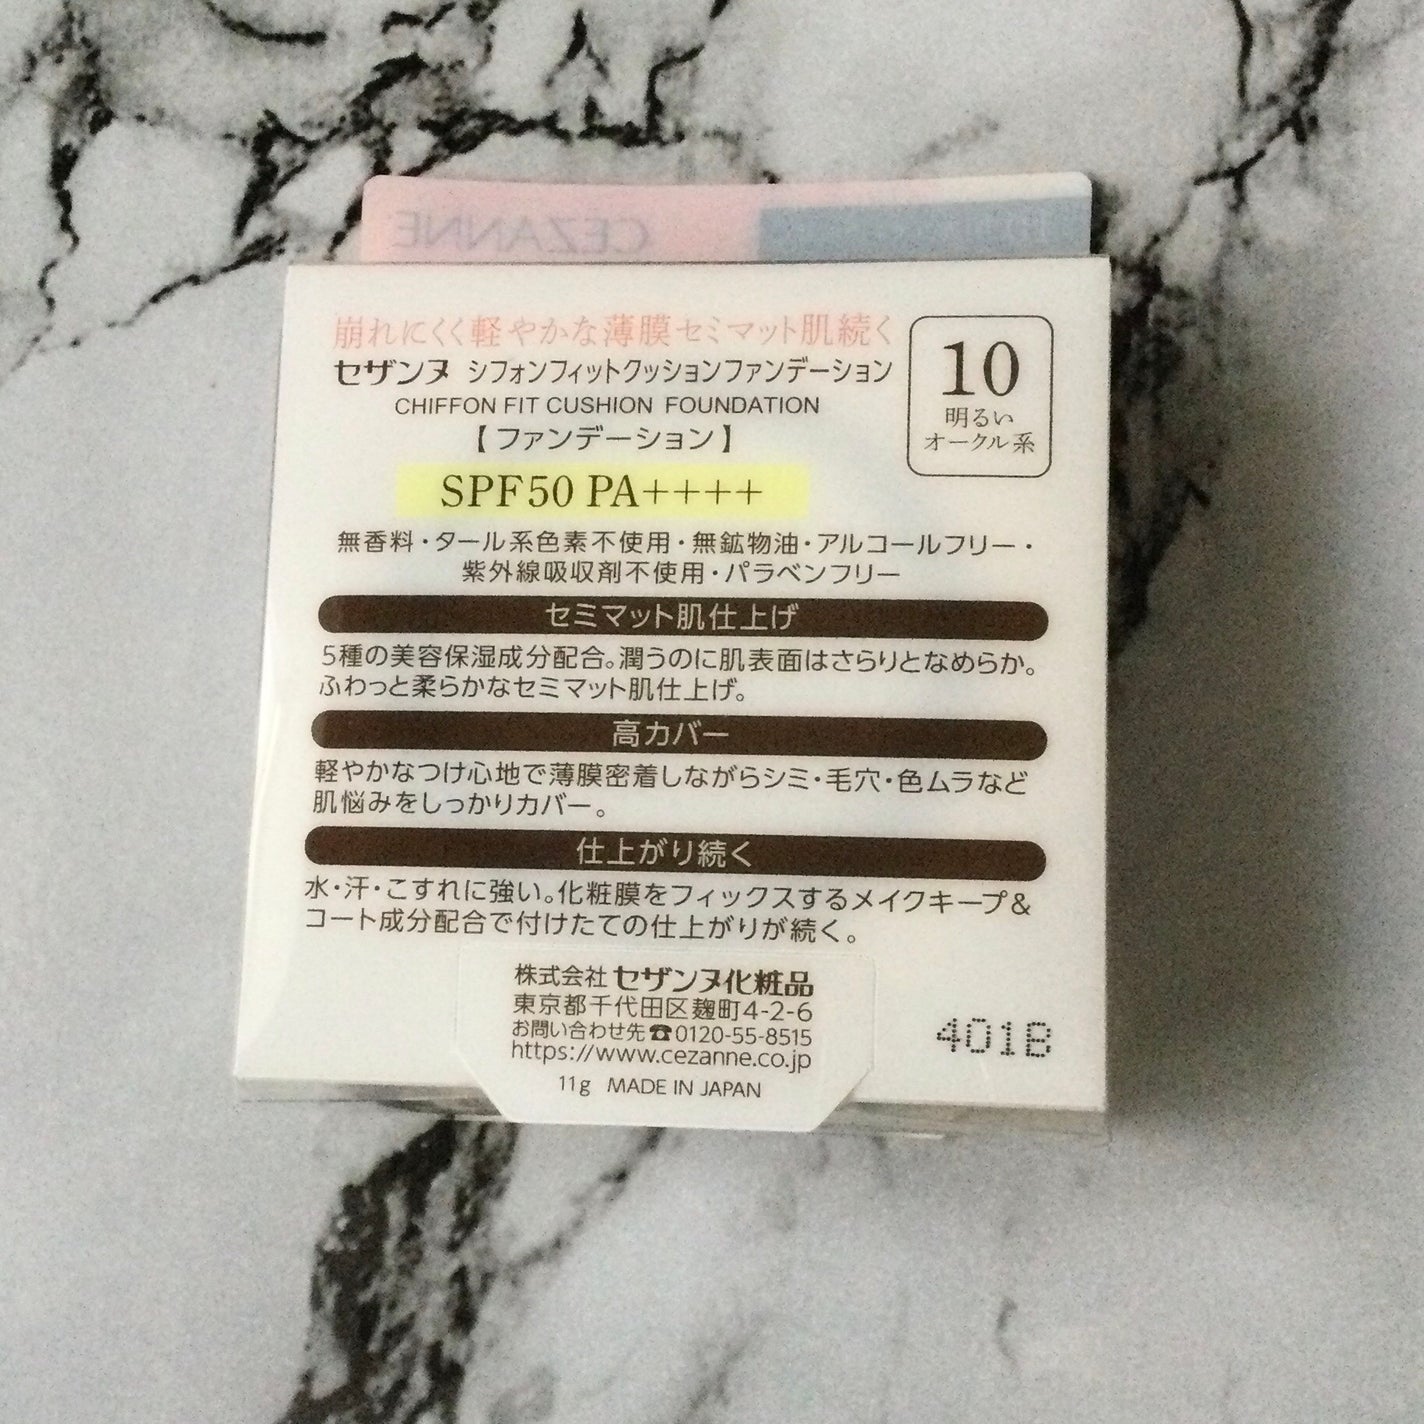 CEZANNE
崩れにくく軽やかな薄膜セミマット肌続く
セザンヌ シフォンフィットクッションファンデーション
CHIFFON FIT CUSHION FOUNDATION
【ファンデーション】
SPF50 PA++++
10
明るい
オークル系
無香料・タール系色素不使用・無鉱物油・アルコールフリー・
紫外線吸収剤不使用・パラベンフリー
セミマット肌仕上げ
5種の美容保湿成分配合。潤うのに肌表面はさらりとなめらか。
ふわっと柔らかなセミマット肌仕上げ。
高カバー
軽やかなつけ心地で薄膜密着しながらシミ・毛穴・色ムラなど
肌悩みをしっかりカバー。
仕上がり続く
水・汗・こすれに強い。化粧膜をフィックスするメイクキープ&
コート成分配合で付けたての仕上がりが続く。
株式会社 セザンヌ化粧品
東京都千代田区麹町4-2-6
お問い合わせ先☎0120-55-8515
https://www.cezanne.co.jp
11g MADE IN JAPAN
401B